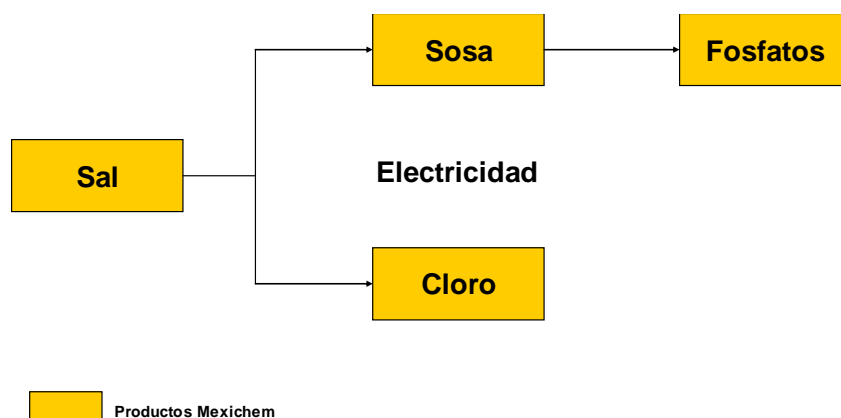 Sosa
Fosfatos
Sal
Electricidad
Cloro
Productos Mexichem